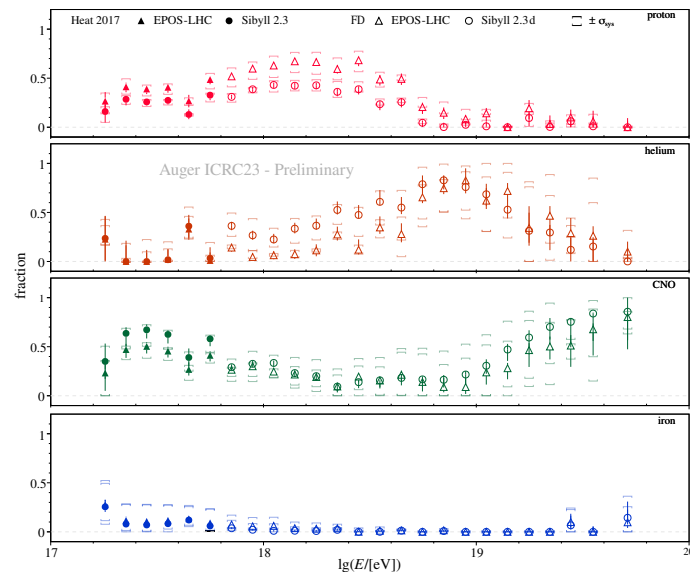 Heat 2017 EPOS-LHC Sibyll 2.3 FD EPOS-LHC Sibyll 2.3d ± σsys
proton
1
0.5
0
helium
Auger ICRC23 - Preliminary
1
0.5
0
CNO
1
0.5
0
iron
1
0.5
0
fraction
17 18 19 20
lg(E/[eV])